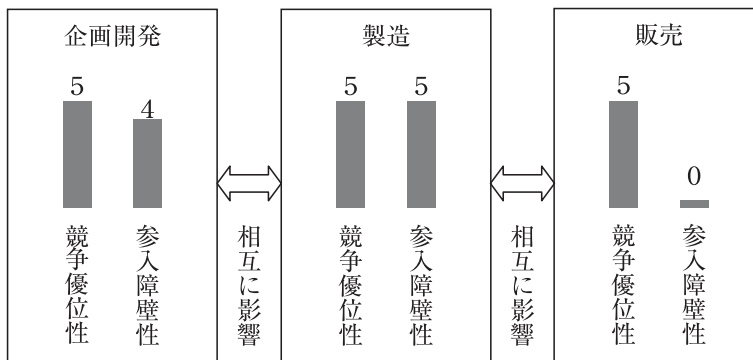 企画開発
5
4
競争優位性
参入障壁性
相互に影響
製造
5
5
競争優位性
参入障壁性
相互に影響
販売
5
0
競争優位性
参入障壁性